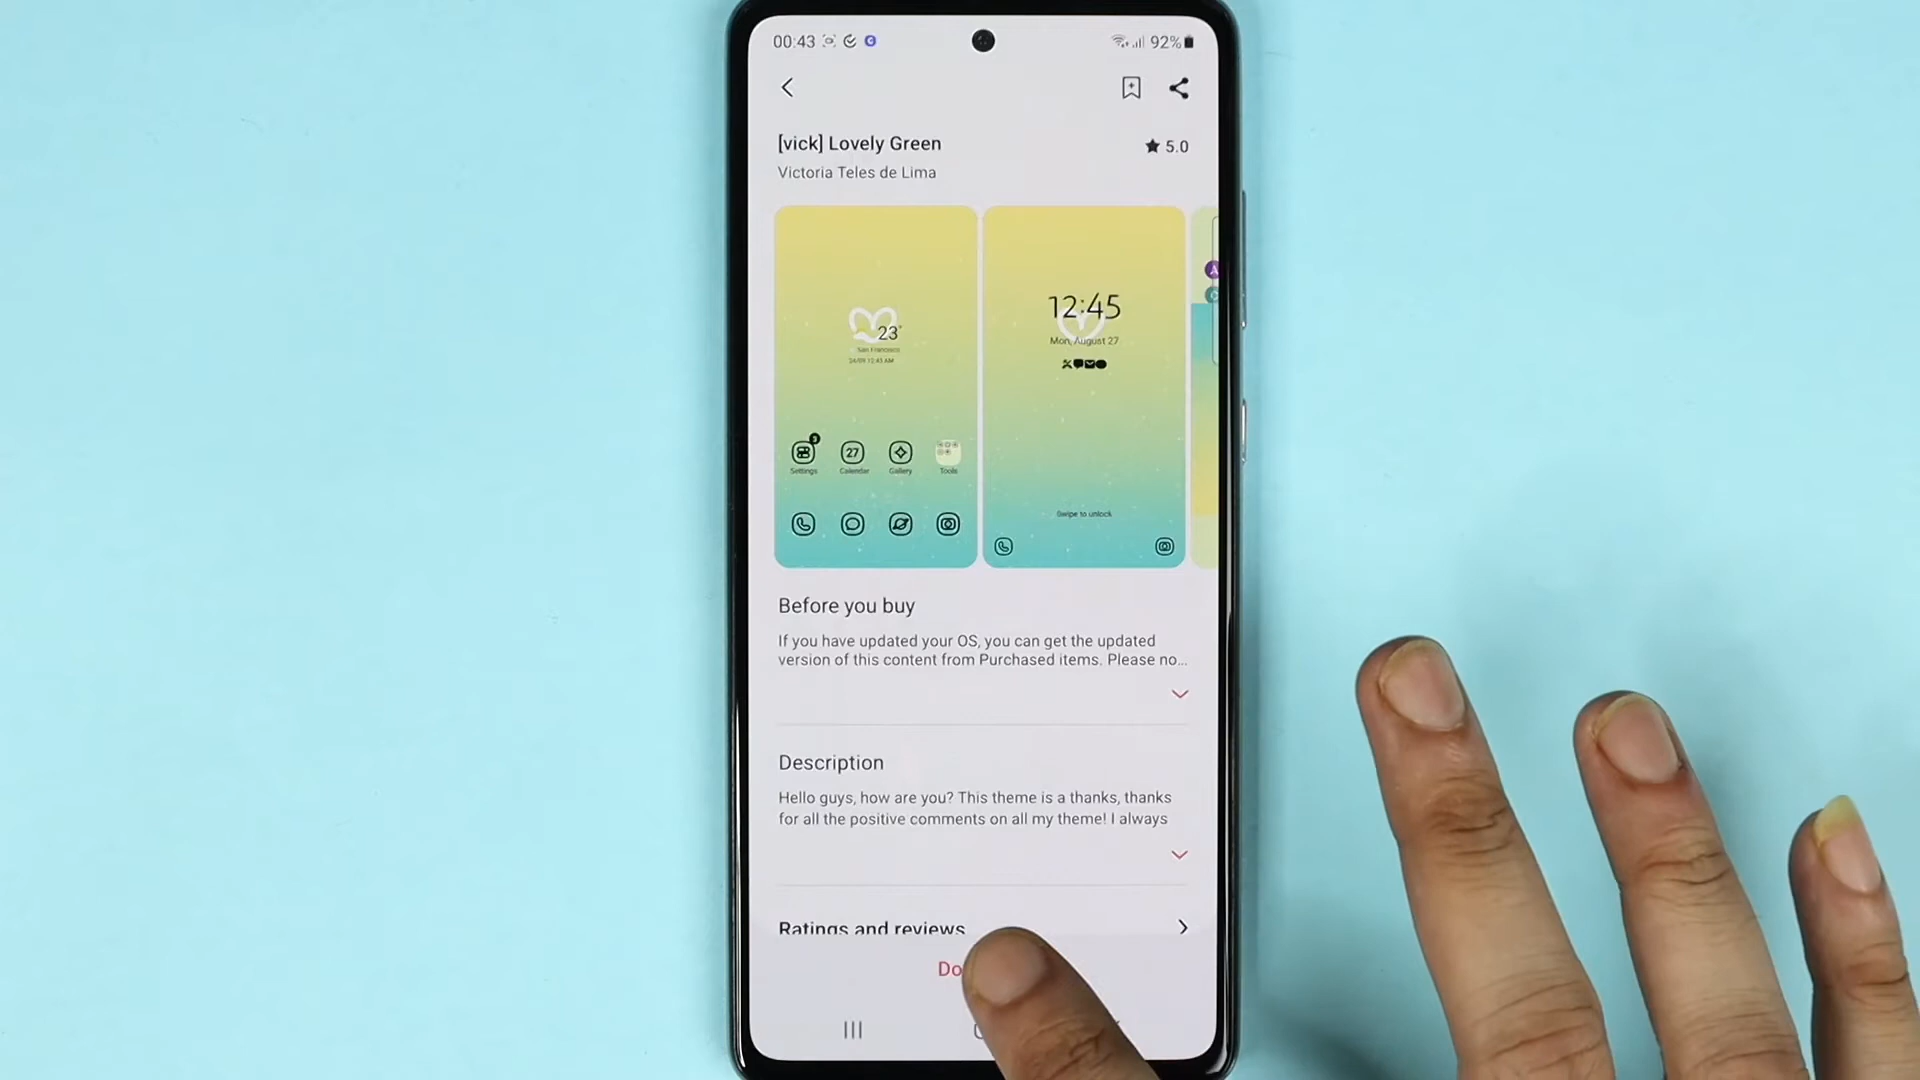 00:43
92%
[vick] Lovely Green
5.0
Victoria Teles de Lima
23°
San Francisco
12:45
Mon, August 27
3
27
Settings
Calendar
Gallery
Tools
Swipe to unlock
Before you buy
If you have updated your OS, you can get the updated
version of this content from Purchased items. Please no...
Description
Hello guys, how are you? This theme is a thanks, thanks
for all the positive comments on all my theme! I always
Ratings and reviews
Do